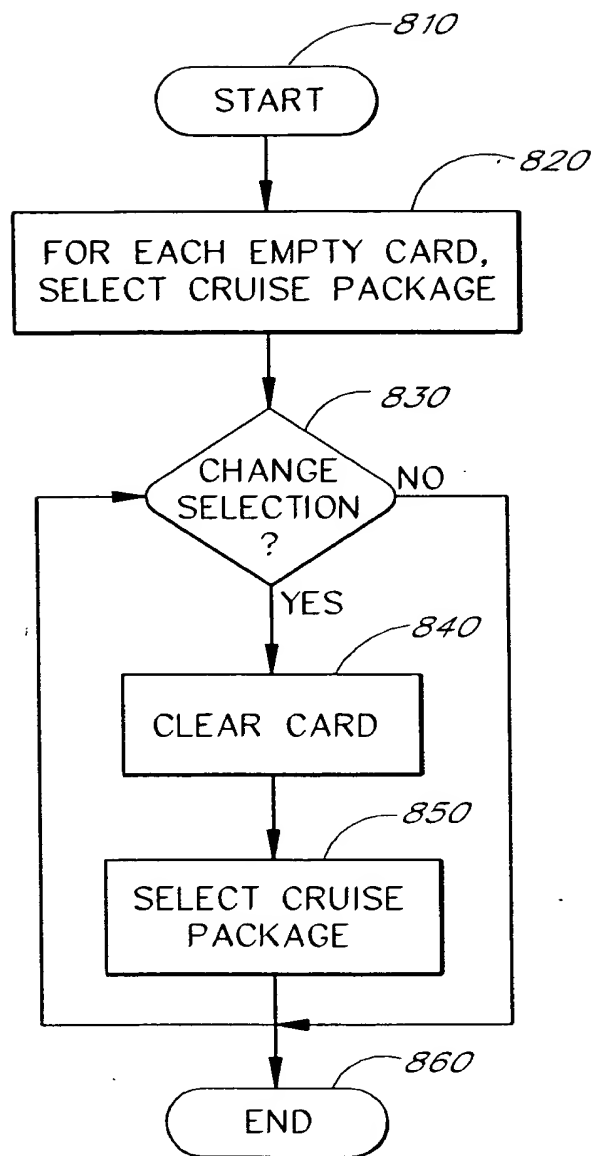 810
START
820
FOR EACH EMPTY CARD,
SELECT CRUISE PACKAGE
830
CHANGE
SELECTION
?
NO
YES
840
CLEAR CARD
850
SELECT CRUISE
PACKAGE
860
END